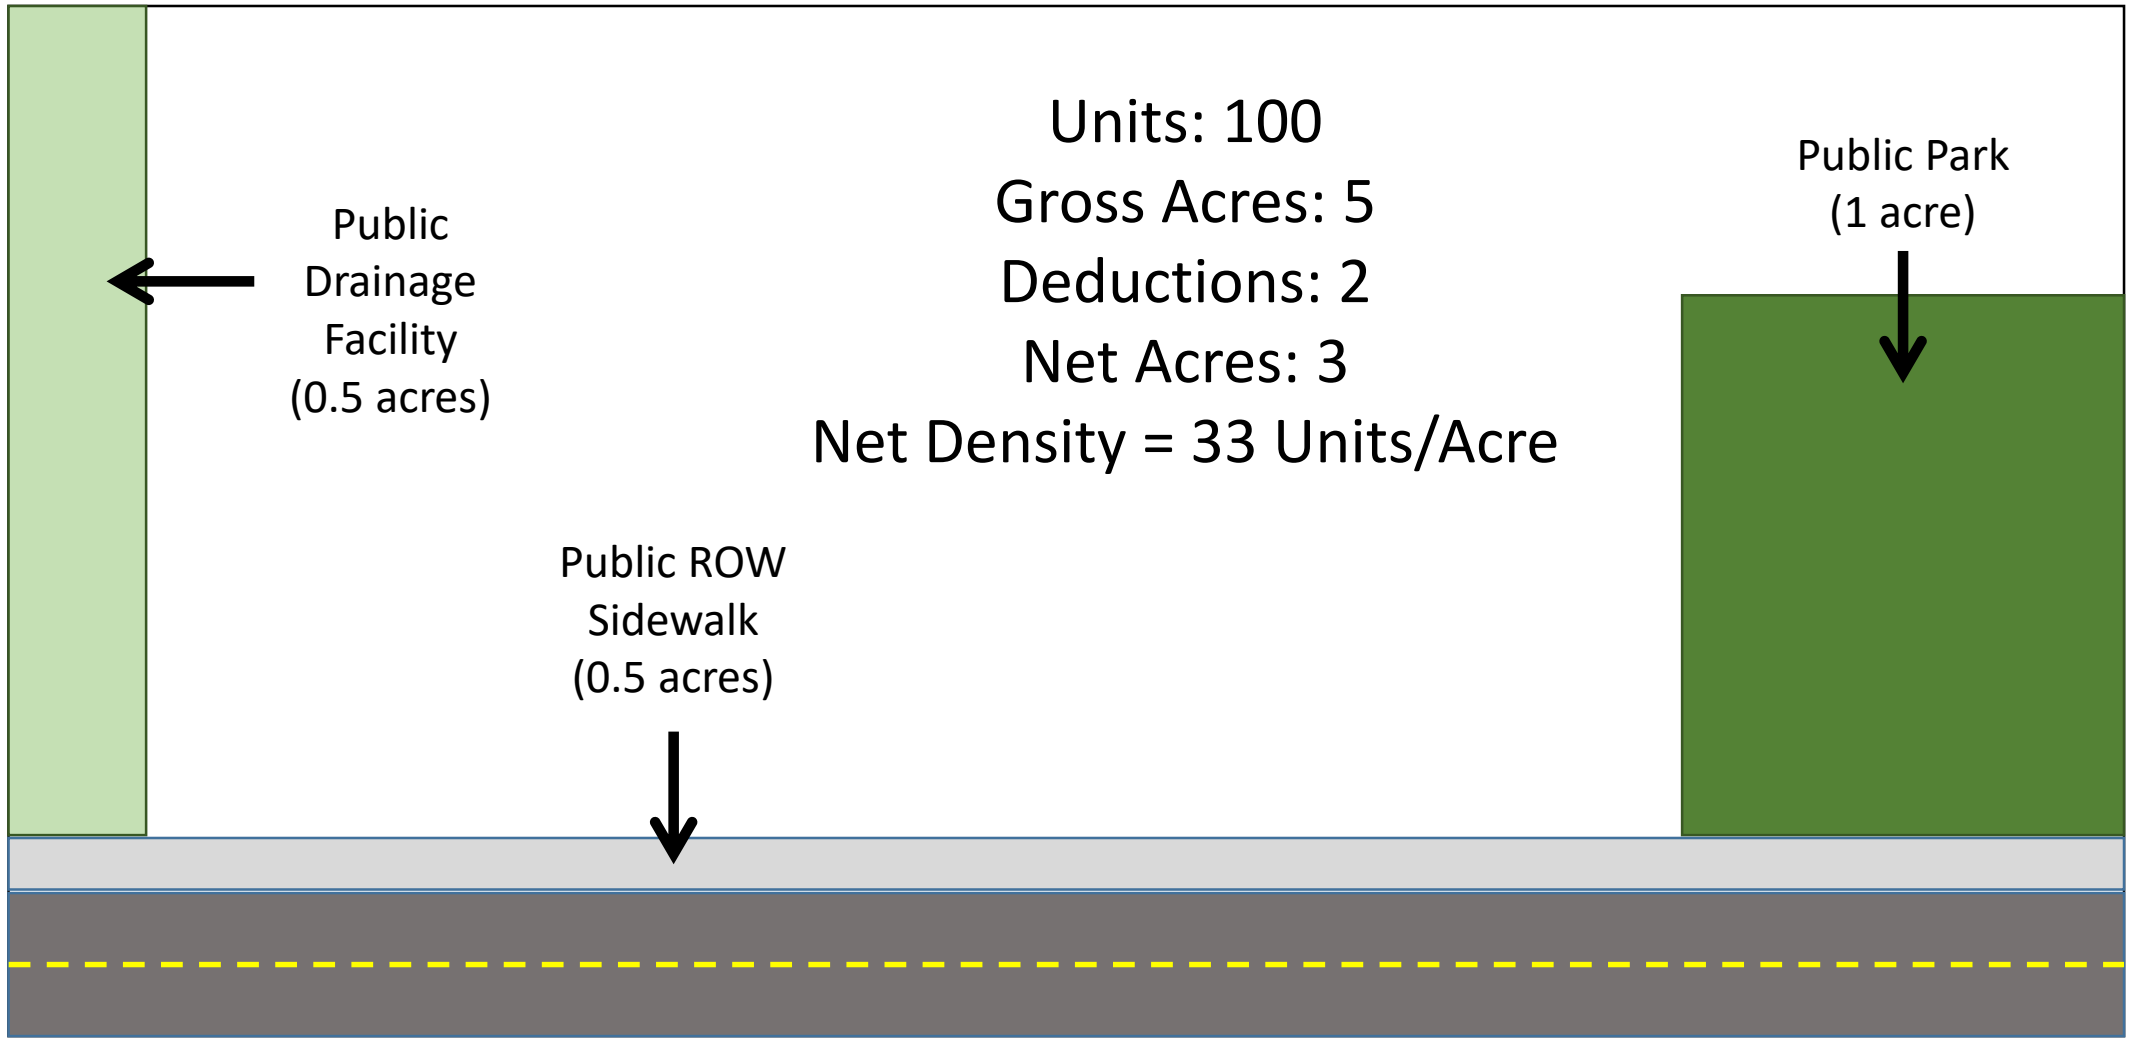 Units: 100
Gross Acres: 5
Deductions: 2
Net Acres: 3
Net Density = 33 Units/Acre
Public Park
(1 acre)
Public
Drainage
Facility
(0.5 acres)
Public ROW
Sidewalk
(0.5 acres)